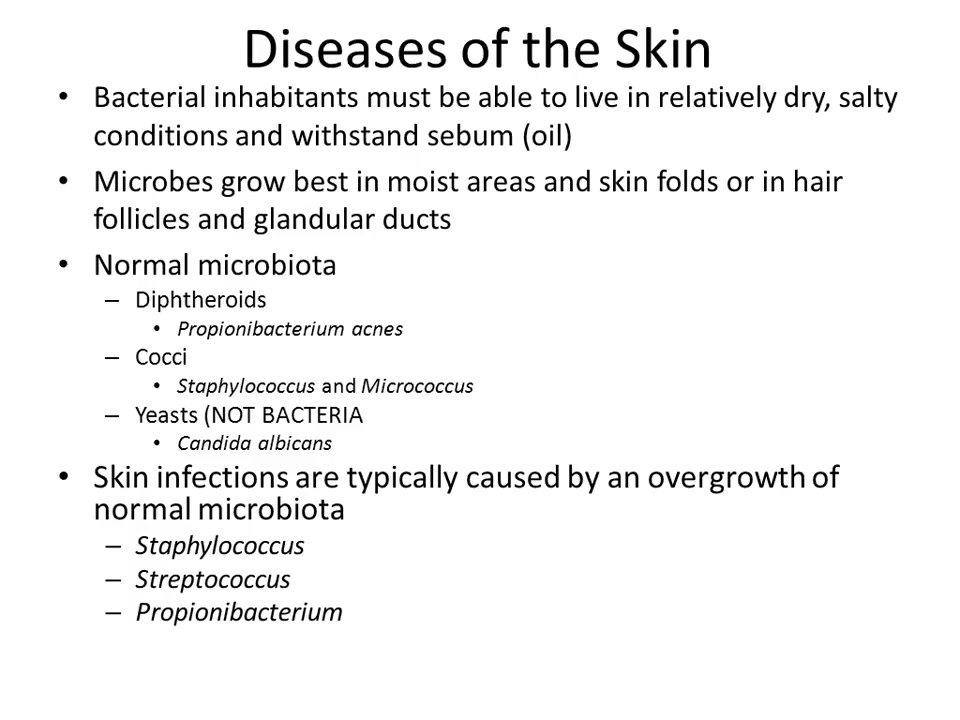 Diseases of the Skin
• Bacterial inhabitants must be able to live in relatively dry, salty
conditions and withstand sebum (oil)
• Microbes grow best in moist areas and skin folds or in hair
follicles and glandular ducts
• Normal microbiota
– Diphtheroids
• Propionibacterium acnes
– Cocci
• Staphylococcus and Micrococcus
– Yeasts (NOT BACTERIA
• Candida albicans
• Skin infections are typically caused by an overgrowth of
normal microbiota
– Staphylococcus
– Streptococcus
– Propionibacterium